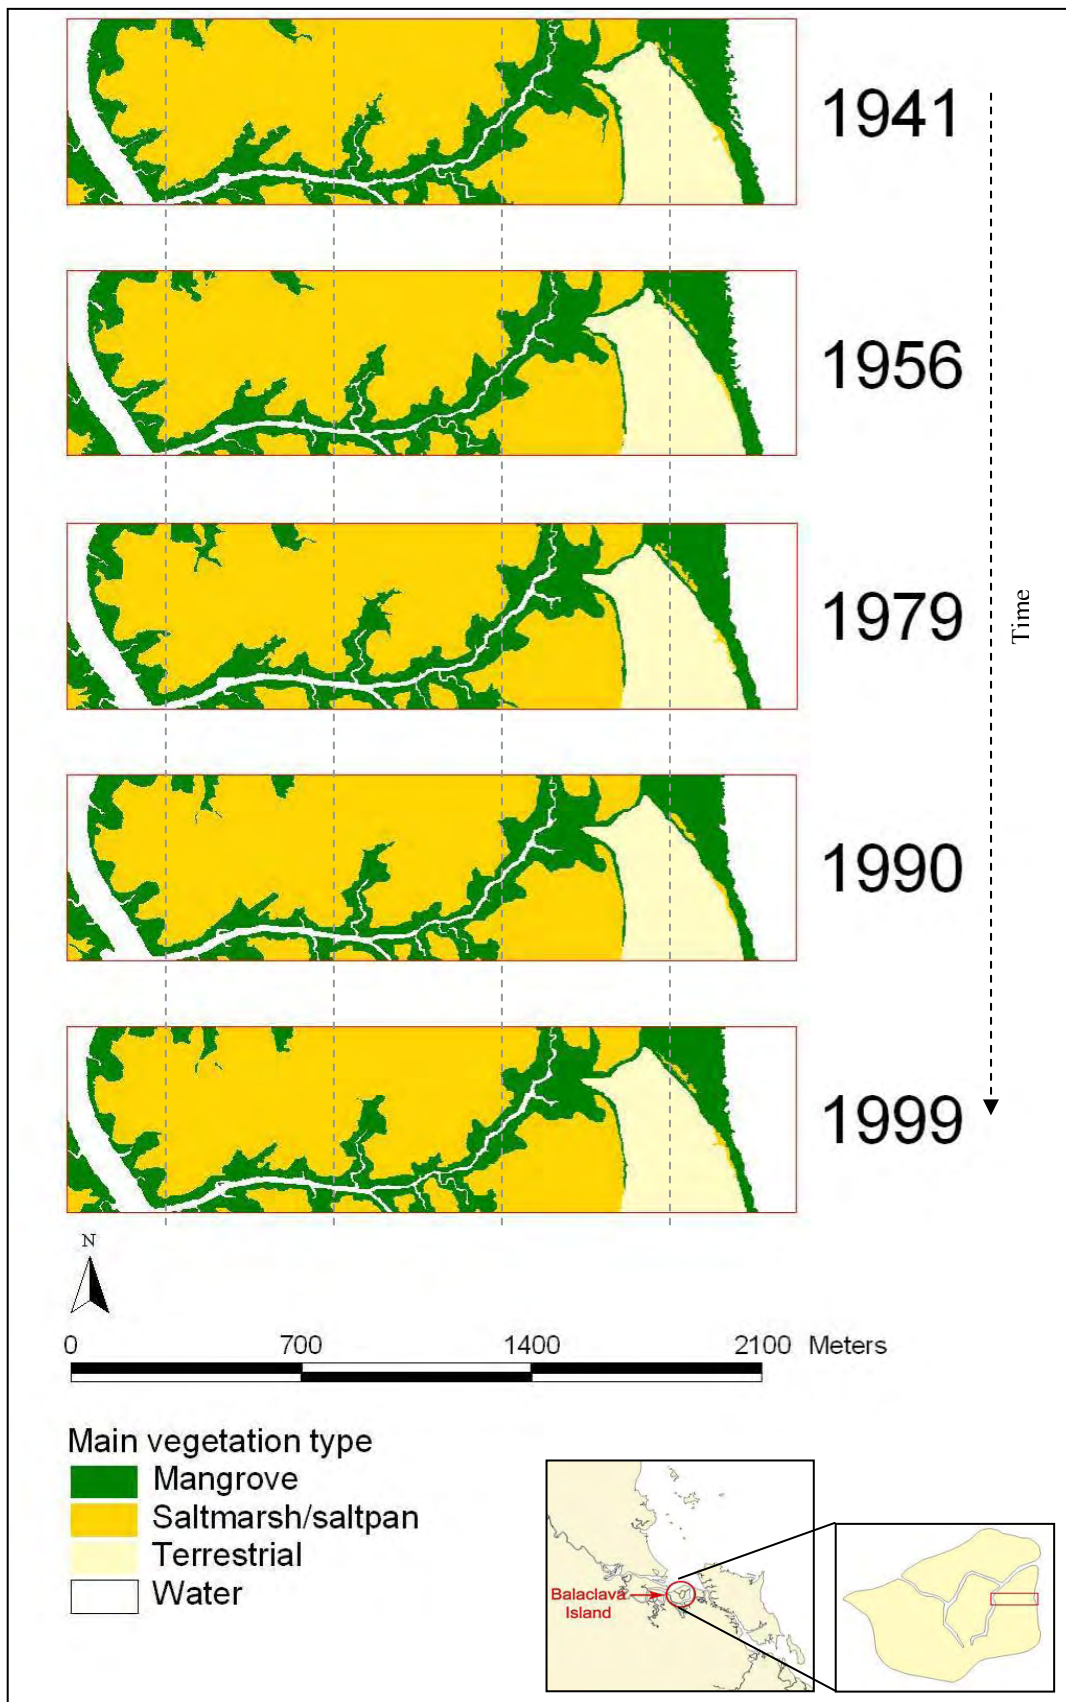 1941
1956
1979
1990
1999
Time
N
0 700 1400 2100 Meters
Main vegetation type
Mangrove
Saltmarsh/saltpan
Terrestrial
Water
Balaclava
Island